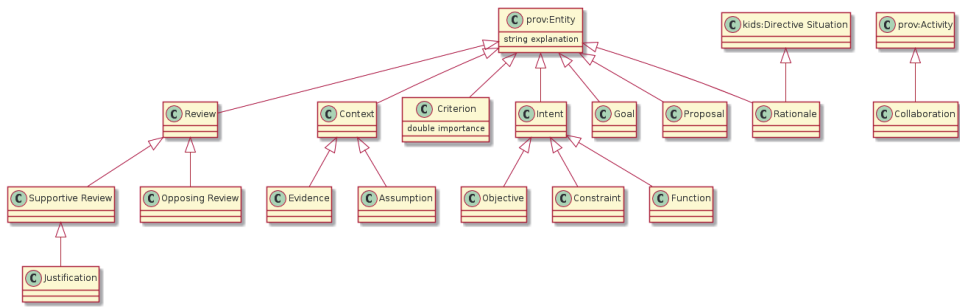 C prov:Entity
string explanation
C kids:Directive Situation
C prov:Activity
C Review
C Context
C Criterion
double importance
C Intent
C Goal
C Proposal
C Rationale
C Collaboration
C Supportive Review
C Opposing Review
C Evidence
C Assumption
C Objective
C Constraint
C Function
C Justification